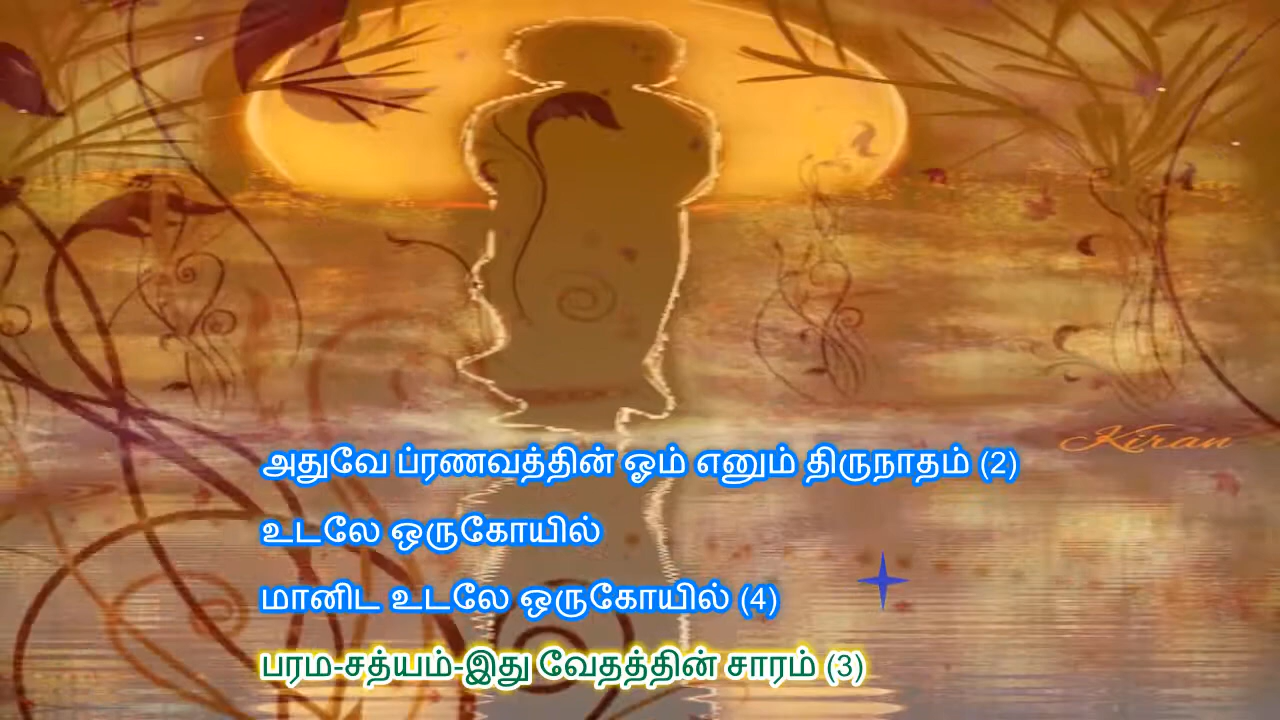 Kiran
அதுவே ப்ரணவத்தின் ஓம் எனும் திருநாதம் (2)
உடலே ஒருகோயில்
மானிட உடலே ஒருகோயில் (4)
பரம-சத்யம்-இது வேதத்தின் சாரம் (3)